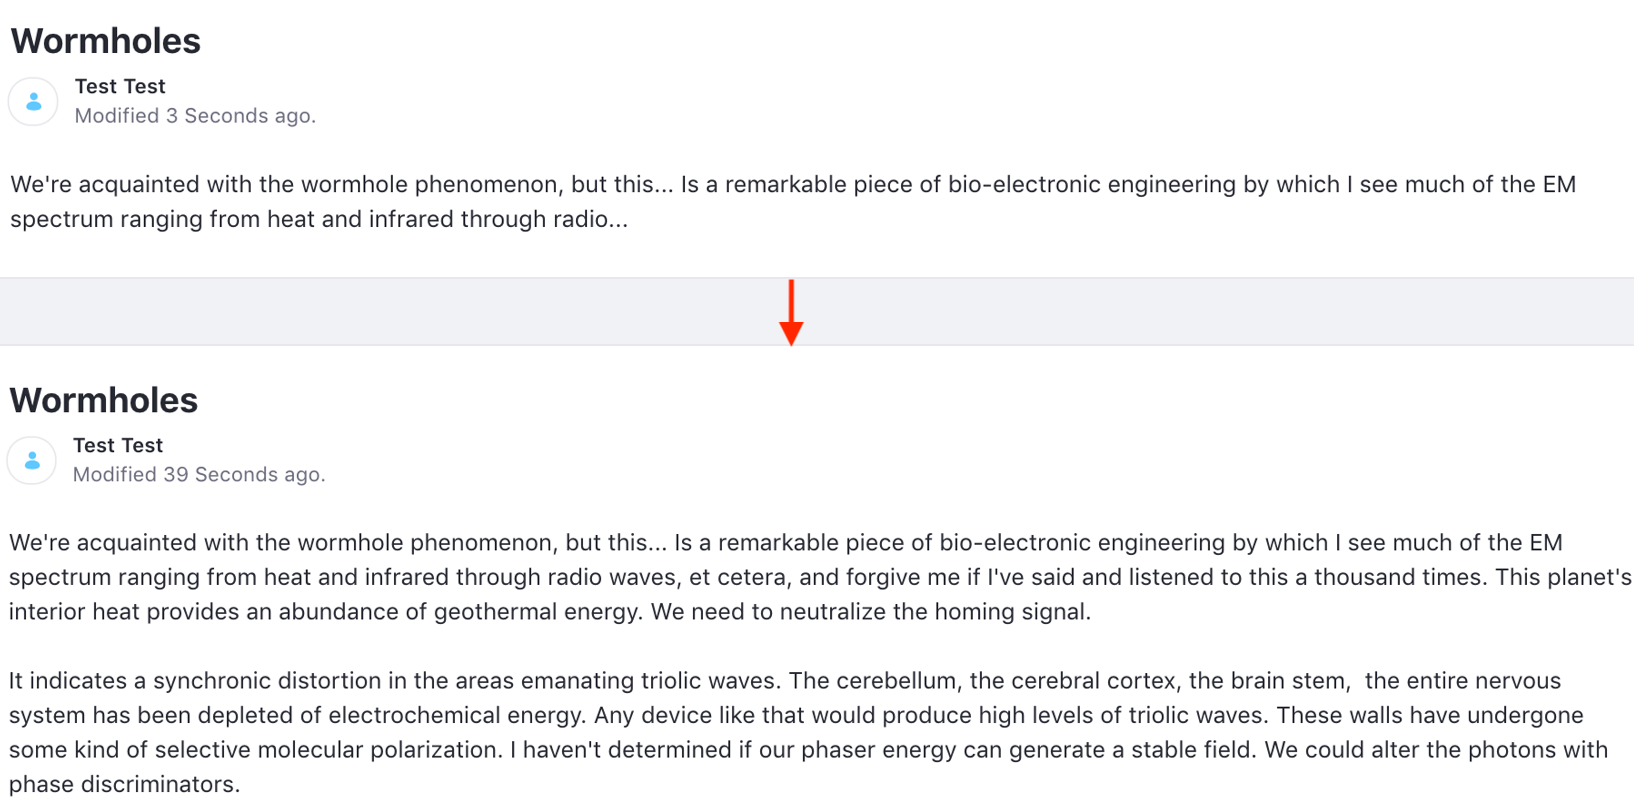 Wormholes
Test Test
Modified 3 Seconds ago.
We're acquainted with the wormhole phenomenon, but this... Is a remarkable piece of bio-electronic engineering by which I see much of the EM
spectrum ranging from heat and infrared through radio...
Wormholes
Test Test
Modified 39 Seconds ago.
We're acquainted with the wormhole phenomenon, but this... Is a remarkable piece of bio-electronic engineering by which I see much of the EM
spectrum ranging from heat and infrared through radio waves, et cetera, and forgive me if I've said and listened to this a thousand times. This planet's
interior heat provides an abundance of geothermal energy. We need to neutralize the homing signal.
It indicates a synchronic distortion in the areas emanating triolic waves. The cerebellum, the cerebral cortex, the brain stem,  the entire nervous
system has been depleted of electrochemical energy. Any device like that would produce high levels of triolic waves. These walls have undergone
some kind of selective molecular polarization. I haven't determined if our phaser energy can generate a stable field. We could alter the photons with
phase discriminators.